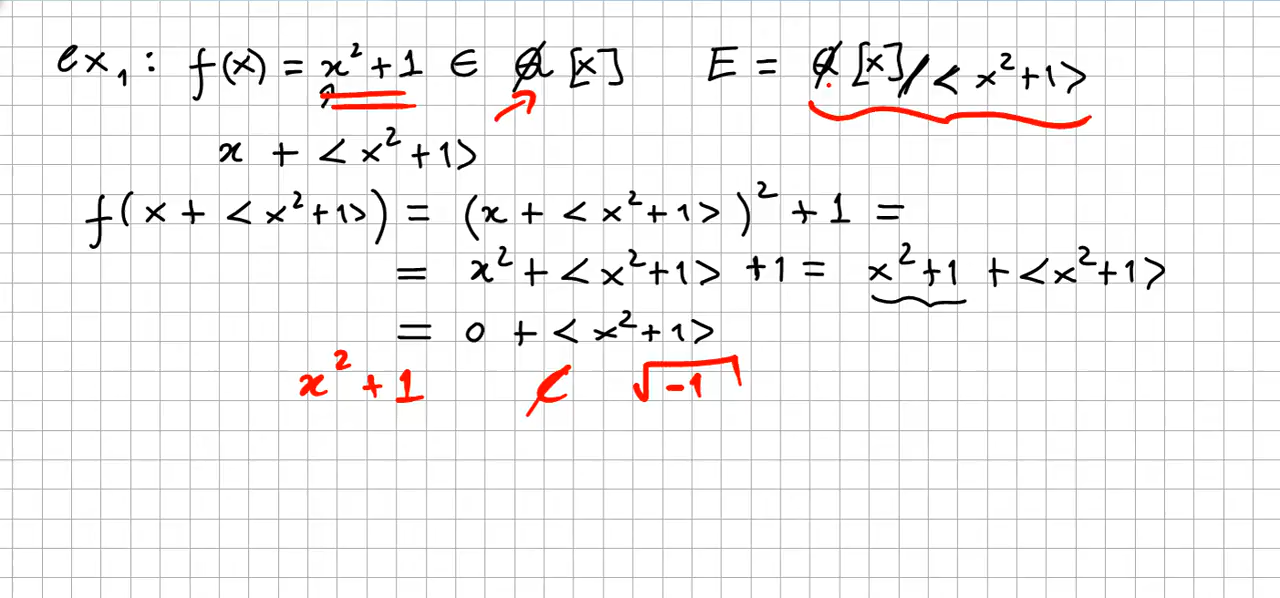 ex₁ : f(x) = x² + 1 ∈ ℚ [x] E = ℚ [x] / < x² + 1 >
x + < x² + 1 >
f( x + < x² + 1 > ) = ( x + < x² + 1 > )² + 1 =
= x² + < x² + 1 > + 1 = x² + 1 + < x² + 1 >
= 0 + < x² + 1 >
x² + 1 ℂ √-1